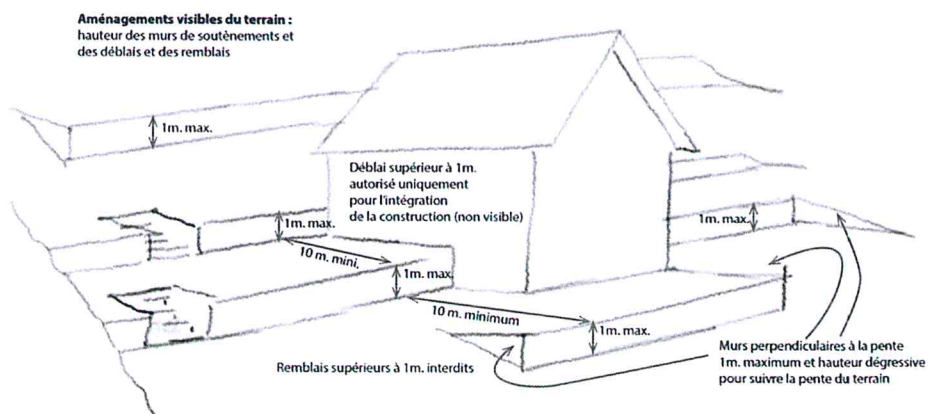 Aménagements visibles du terrain :
hauteur des murs de soutènements et
des déblais et des remblais
1m. max.
Déblai supérieur à 1m.
autorisé uniquement
pour l'intégration
de la construction (non visible)
1m. max.
1m. max.
10 m. mini.
1m. max.
10 m. minimum
1m. max.
Remblais supérieurs à 1m. interdits
Murs perpendiculaires à la pente
1m. maximum et hauteur dégressive
pour suivre la pente du terrain